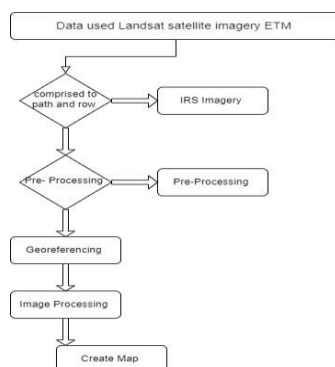 Data used Landsat satellite imagery ETM
comprised to
path and row
IRS Imagery
Pre- Processing
Pre-Processing
Georeferencing
Image Processing
Create Map